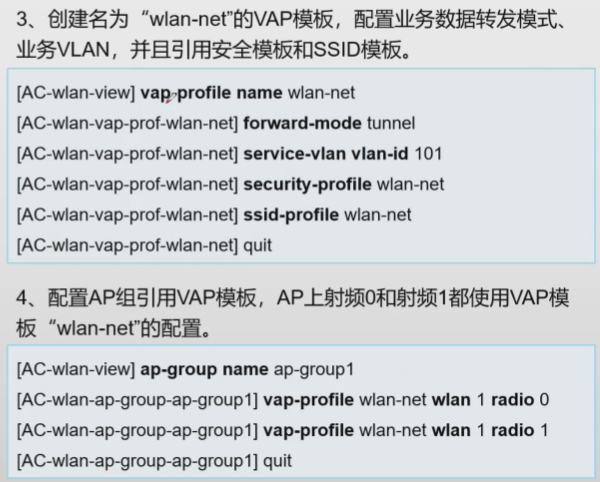 3、创建名为“wlan-net”的VAP模板，配置业务数据转发模式、
业务VLAN，并且引用安全模板和SSID模板。
[AC-wlan-view] vap-profile name wlan-net
[AC-wlan-vap-prof-wlan-net] forward-mode tunnel
[AC-wlan-vap-prof-wlan-net] service-vlan vlan-id 101
[AC-wlan-vap-prof-wlan-net] security-profile wlan-net
[AC-wlan-vap-prof-wlan-net] ssid-profile wlan-net
[AC-wlan-vap-prof-wlan-net] quit
4、配置AP组引用VAP模板，AP上射频0和射频1都使用VAP模
板“wlan-net”的配置。
[AC-wlan-view] ap-group name ap-group1
[AC-wlan-ap-group-ap-group1] vap-profile wlan-net wlan 1 radio 0
[AC-wlan-ap-group-ap-group1] vap-profile wlan-net wlan 1 radio 1
[AC-wlan-ap-group-ap-group1] quit